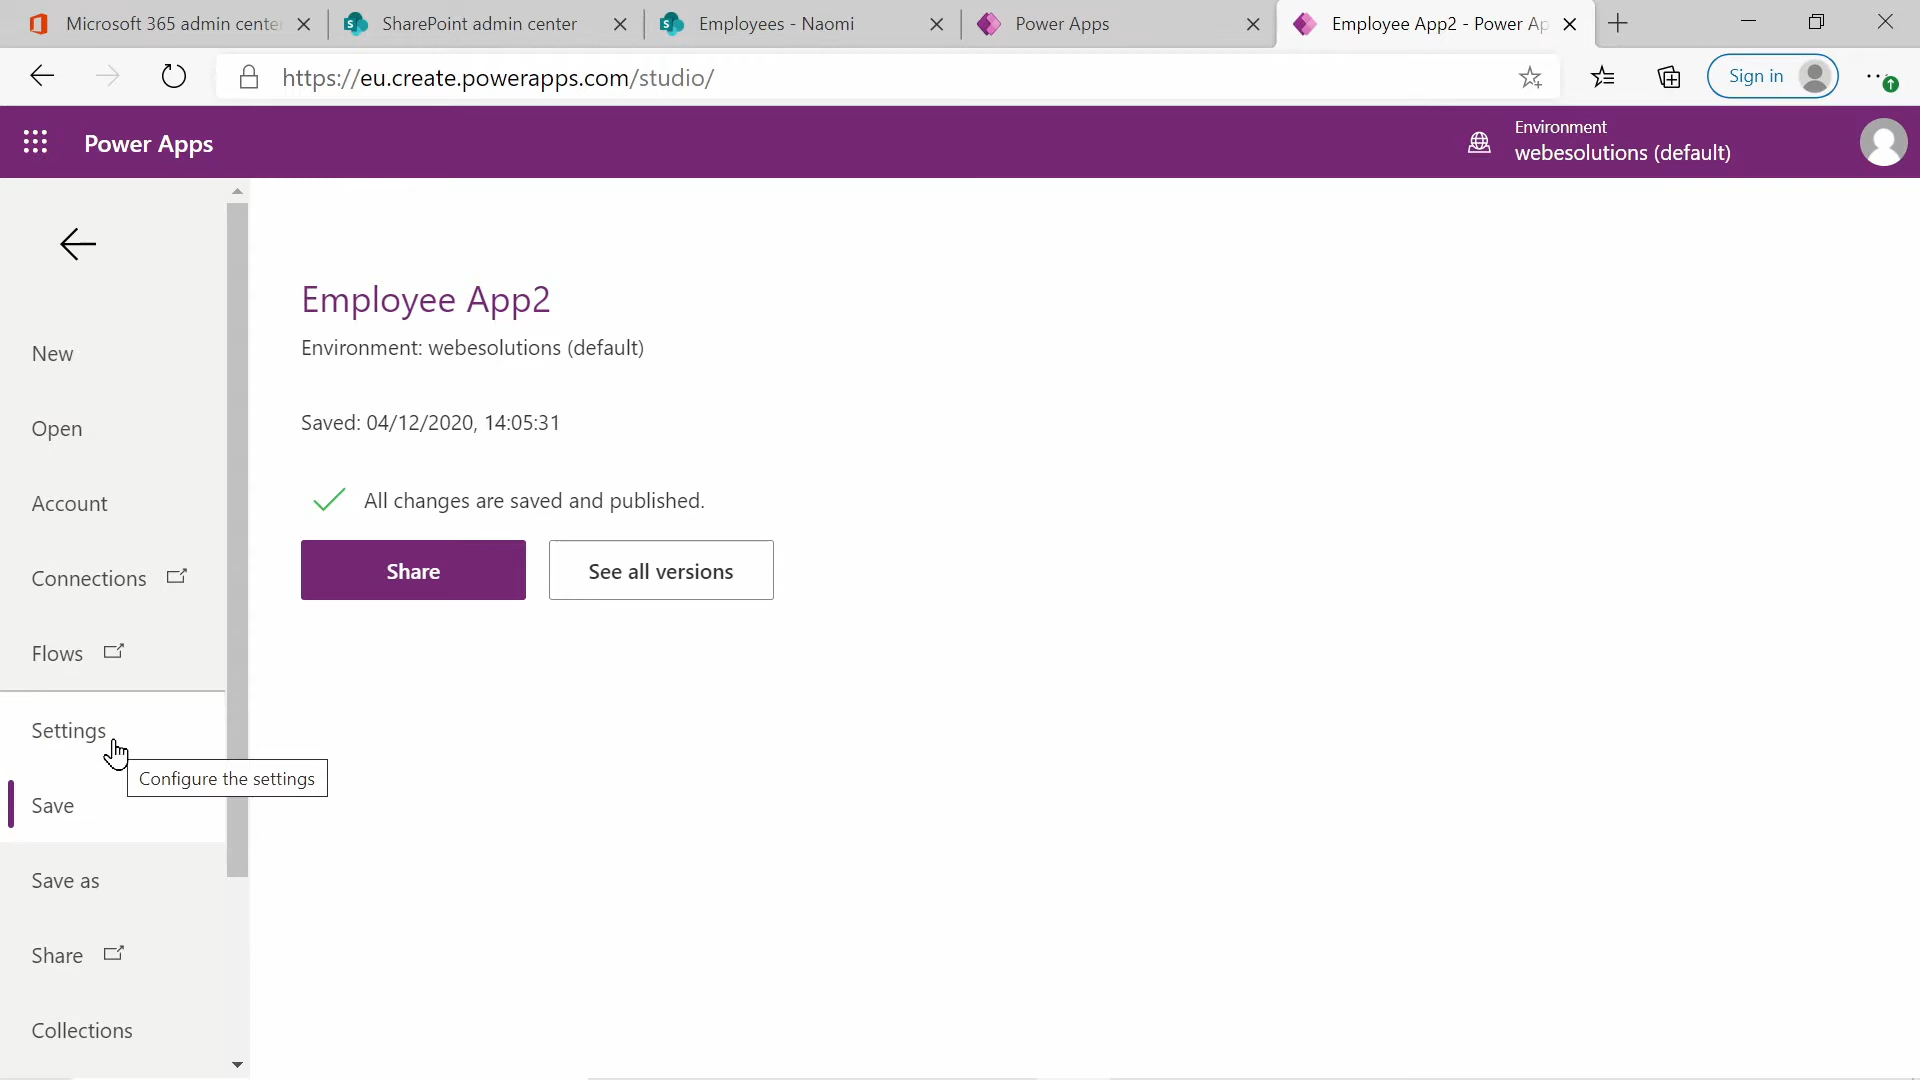 Microsoft 365 admin cente
SharePoint admin center
Employees - Naomi
Power Apps
Employee App2 - Power Ap
https://eu.create.powerapps.com/studio/
Sign in
Power Apps
Environment
webesolutions (default)
Employee App2
Environment: webesolutions (default)
Saved: 04/12/2020, 14:05:31
All changes are saved and published.
Share
See all versions
New
Open
Account
Connections
Flows
Settings
Configure the settings
Save
Save as
Share
Collections